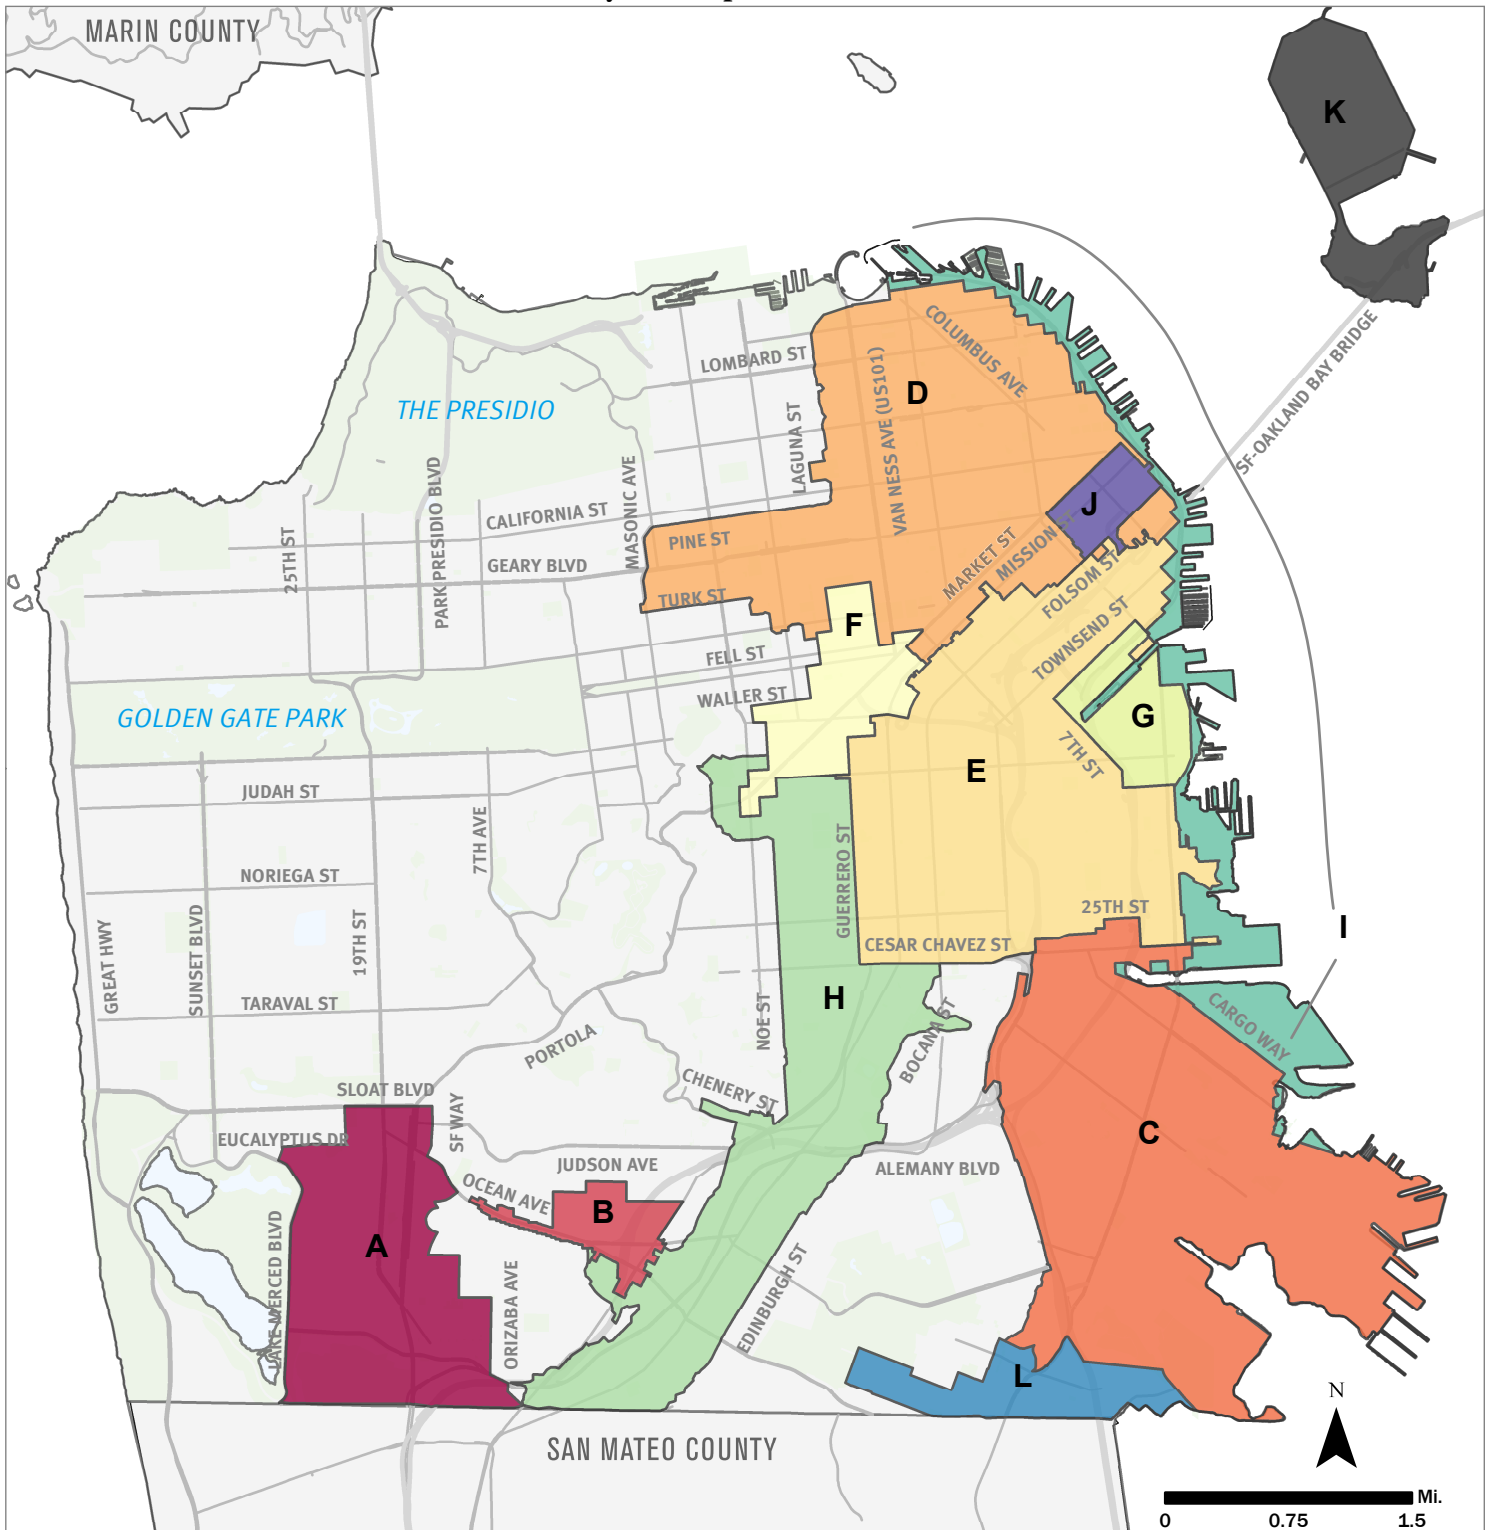 MARIN COUNTY
K
COLUMBUS AVE
LOMBARD ST
SF-OAKLAND BAY BRIDGE
VAN NESS AVE (US101)
D
THE PRESIDIO
LAGUNA ST
MASONIC AVE
PARK PRESIDIO BLVD
CALIFORNIA ST
25TH ST
PINE ST
J
MARKET ST
MISSION ST
GEARY BLVD
FOLSOM ST
TURK ST
TOWNSEND ST
F
FELL ST
WALLER ST
GOLDEN GATE PARK
G
7TH ST
E
JUDAH ST
7TH AVE
GUERRERO ST
NORIEGA ST
25TH ST
I
GREAT HWY
SUNSET BLVD
19TH ST
CESAR CHAVEZ ST
H
TARAVAL ST
NOE ST
BOCANA ST
CARGO WAY
PORTOLA
CHENERY ST
SLOAT BLVD
SF WAY
C
EUCALYPTUS DR
JUDSON AVE
ALEMANY BLVD
OCEAN AVE
B
A
LAKE MERCED BLVD
ORIZABA AVE
EDINBURGH ST
L
N
SAN MATEO COUNTY
Mi.
0 0.75 1.5